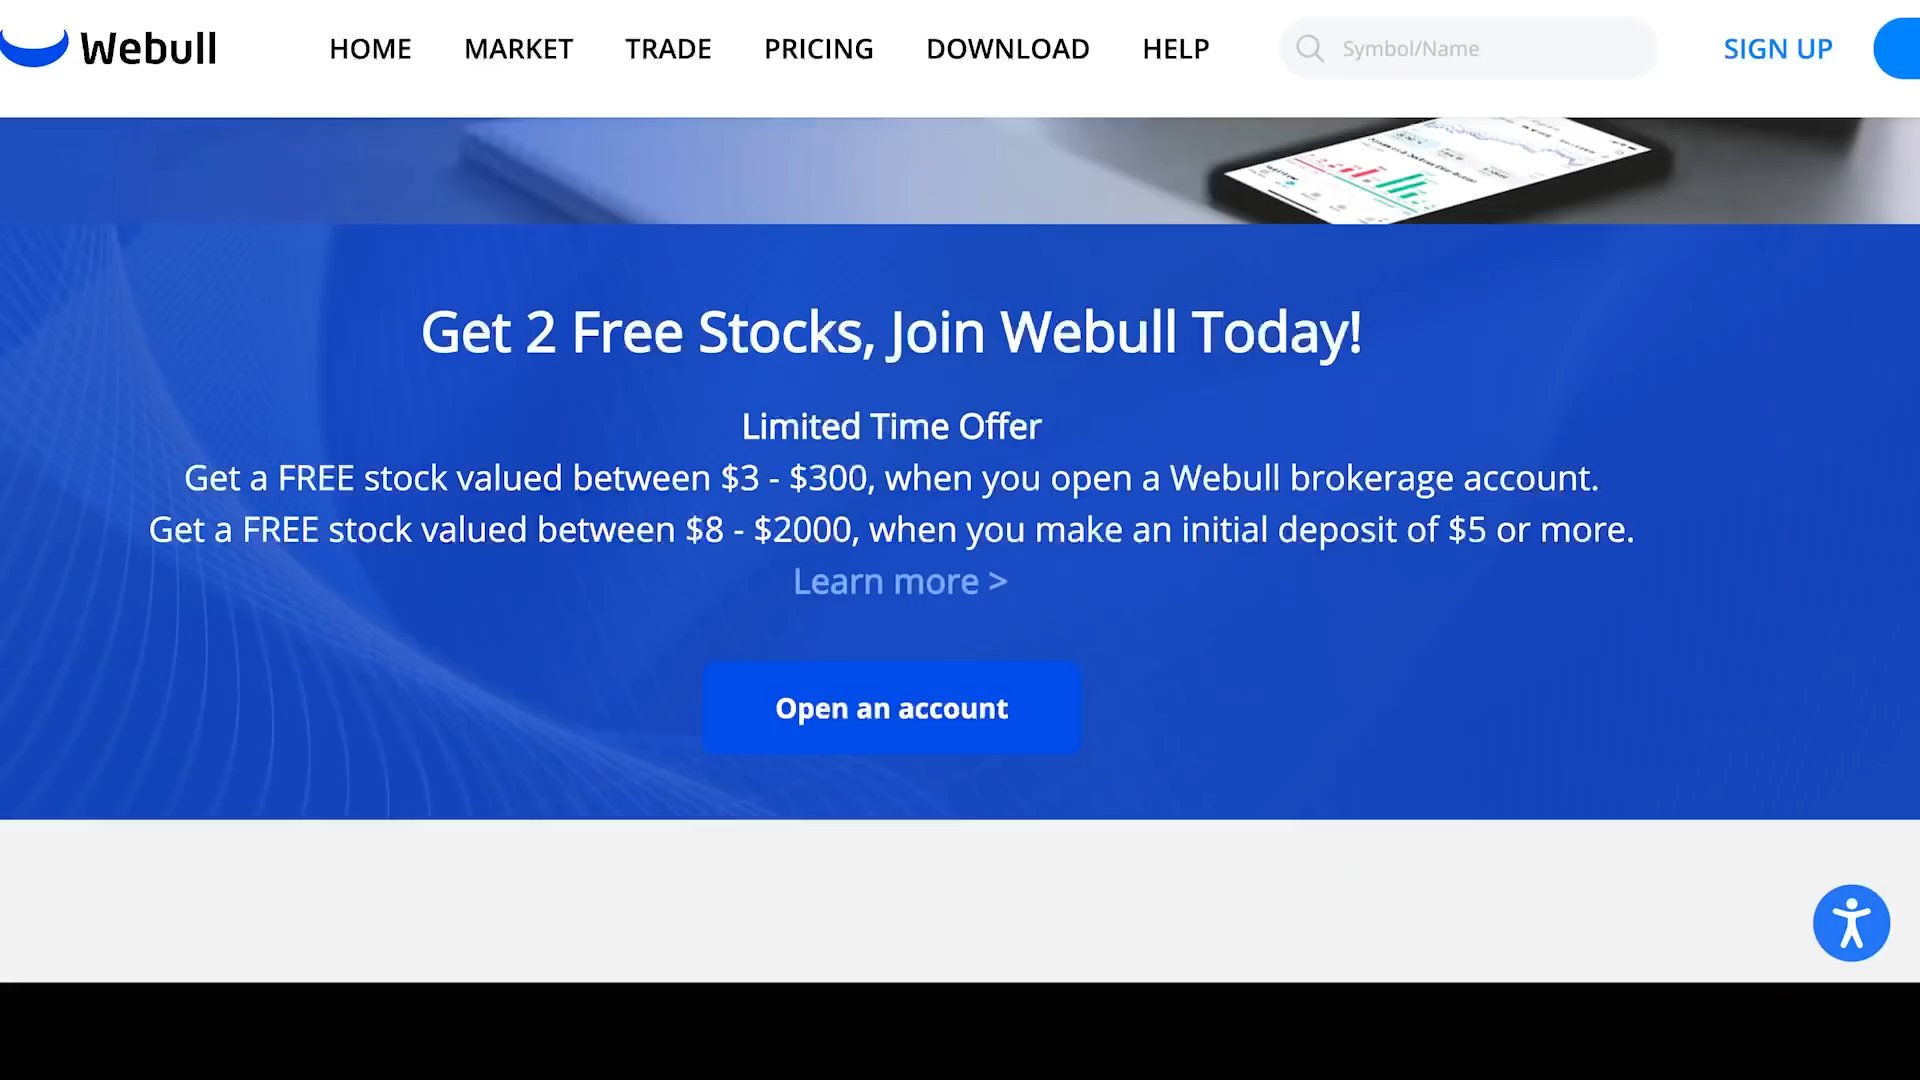 Webull HOME MARKET TRADE PRICING DOWNLOAD HELP Symbol/Name SIGN UP
Get 2 Free Stocks, Join Webull Today!
Limited Time Offer
Get a FREE stock valued between $3 - $300, when you open a Webull brokerage account.
Get a FREE stock valued between $8 - $2000, when you make an initial deposit of $5 or more.
Learn more >
Open an account